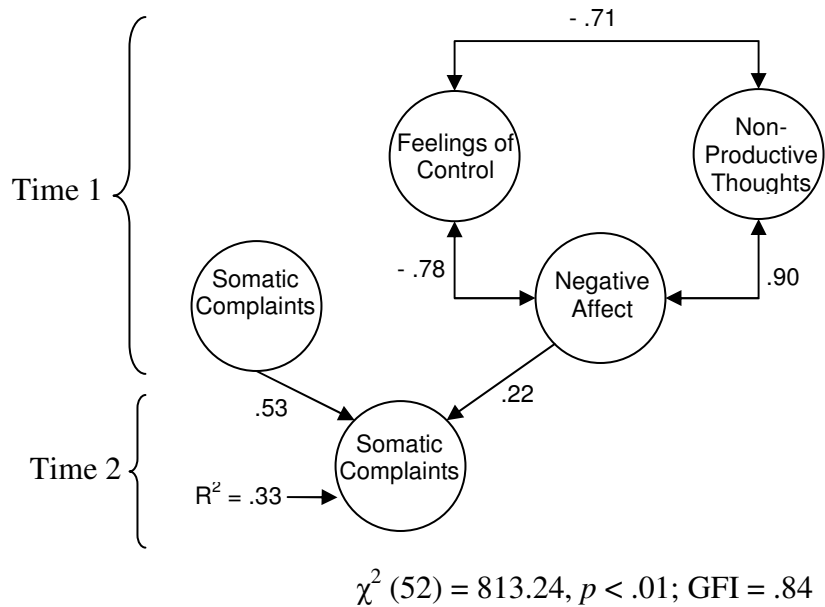 - .71
Feelings of
Control
Non-
Productive
Thoughts
Time 1
- .78
.90
Somatic
Complaints
Negative
Affect
.53
.22
Somatic
Complaints
Time 2
R² = .33
χ² (52) = 813.24, p < .01; GFI = .84